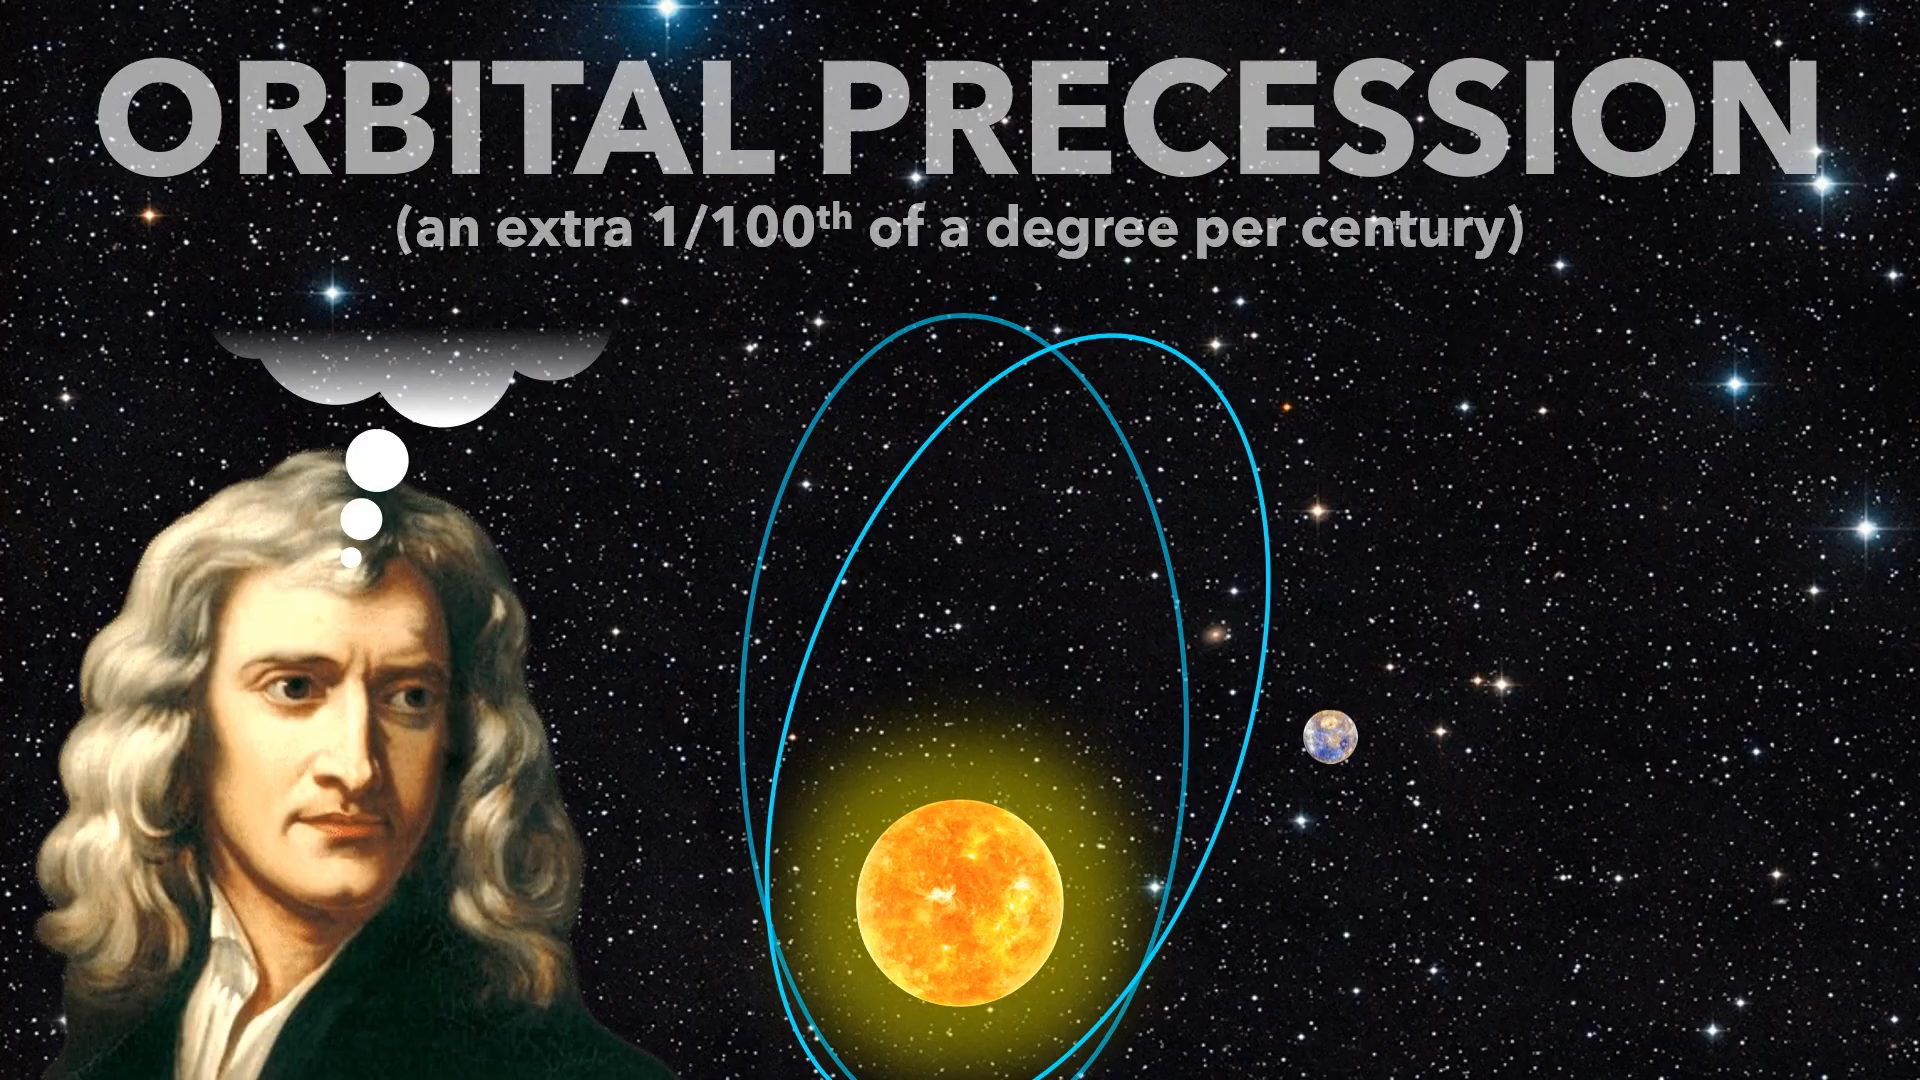 ORBITAL PRECESSION
(an extra 1/100th of a degree per century)